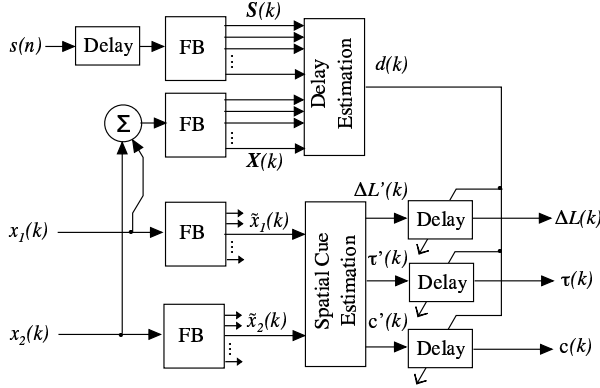 S(k)
s(n)
Delay
FB
Delay Estimation
d(k)
Σ
FB
X(k)
x1(k)
FB
x̃1(k)
Spatial Cue Estimation
ΔL'(k)
Delay
ΔL(k)
τ'(k)
Delay
τ(k)
x2(k)
FB
x̃2(k)
c'(k)
Delay
c(k)